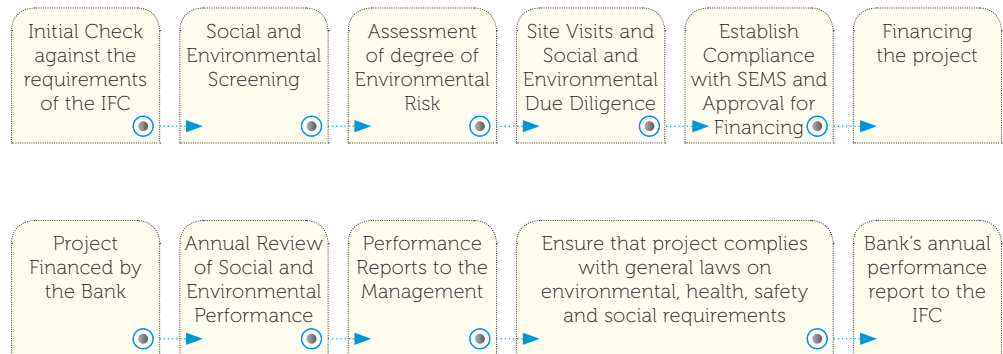 Initial Check
against the
requirements
of the IFC
Social and
Environmental
Screening
Assessment
of degree of
Environmental
Risk
Site Visits and
Social and
Environmental
Due Diligence
Establish
Compliance
with SEMS and
Approval for
Financing
Financing
the project
Project
Financed by
the Bank
Annual Review
of Social and
Environmental
Performance
Performance
Reports to the
Management
Ensure that project complies
with general laws on
environmental, health, safety
and social requirements
Bank's annual
performance
report to the
IFC